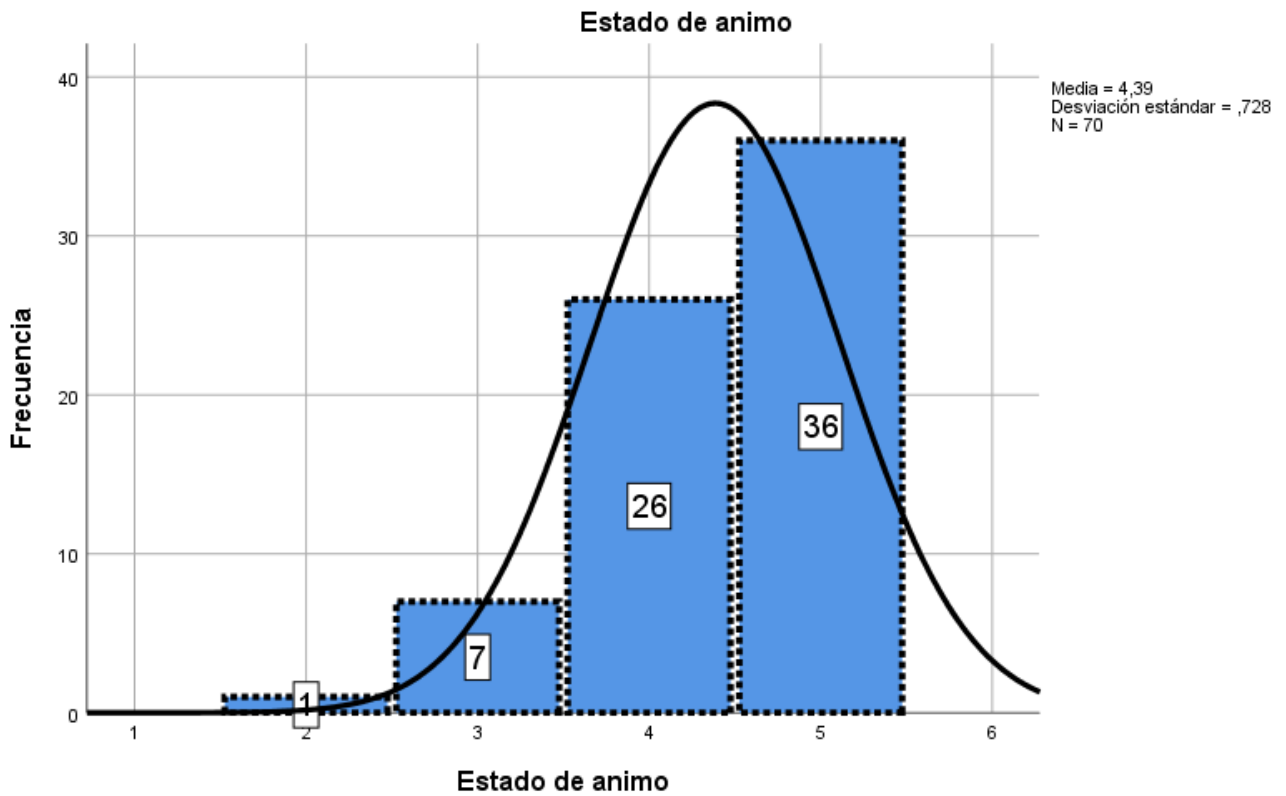 Estado de animo
Media = 4,39
Desviación estándar = ,728
N = 70
Frecuencia
40
30
20
10
0
1
7
26
36
1 2 3 4 5 6
Estado de animo